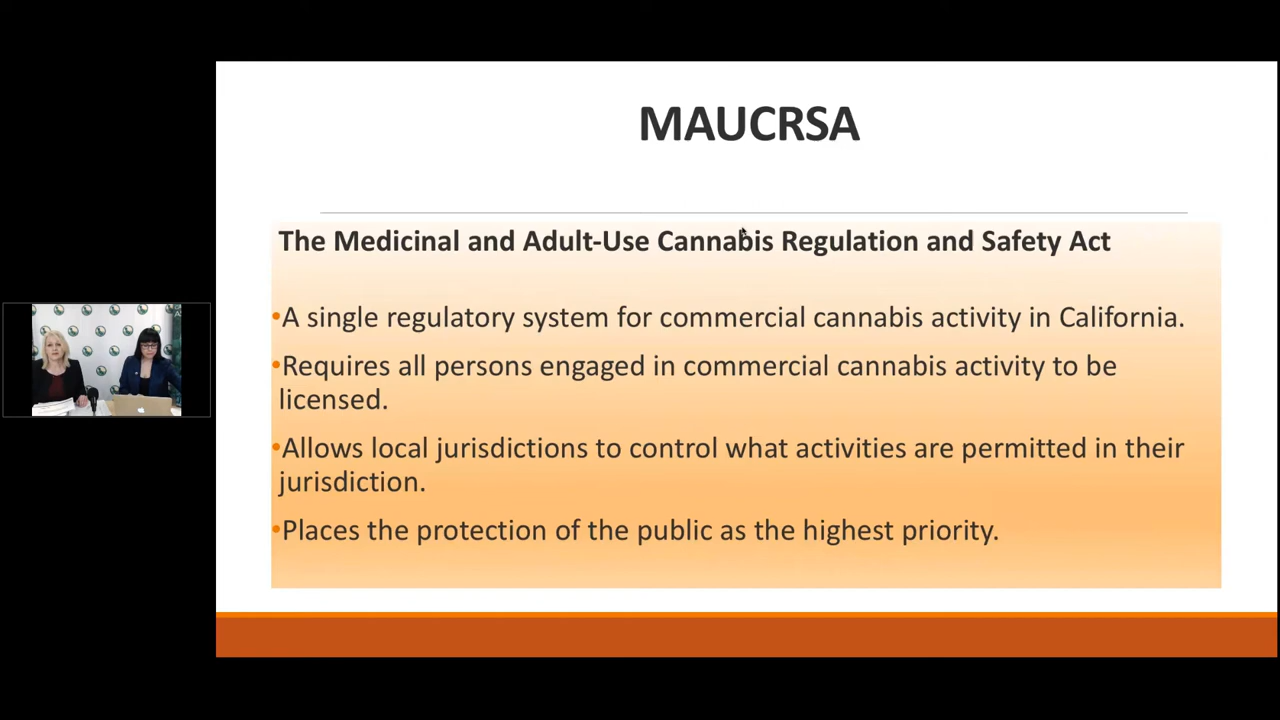 MAUCRSA
The Medicinal and Adult-Use Cannabis Regulation and Safety Act
•A single regulatory system for commercial cannabis activity in California.
•Requires all persons engaged in commercial cannabis activity to be
licensed.
•Allows local jurisdictions to control what activities are permitted in their
jurisdiction.
•Places the protection of the public as the highest priority.